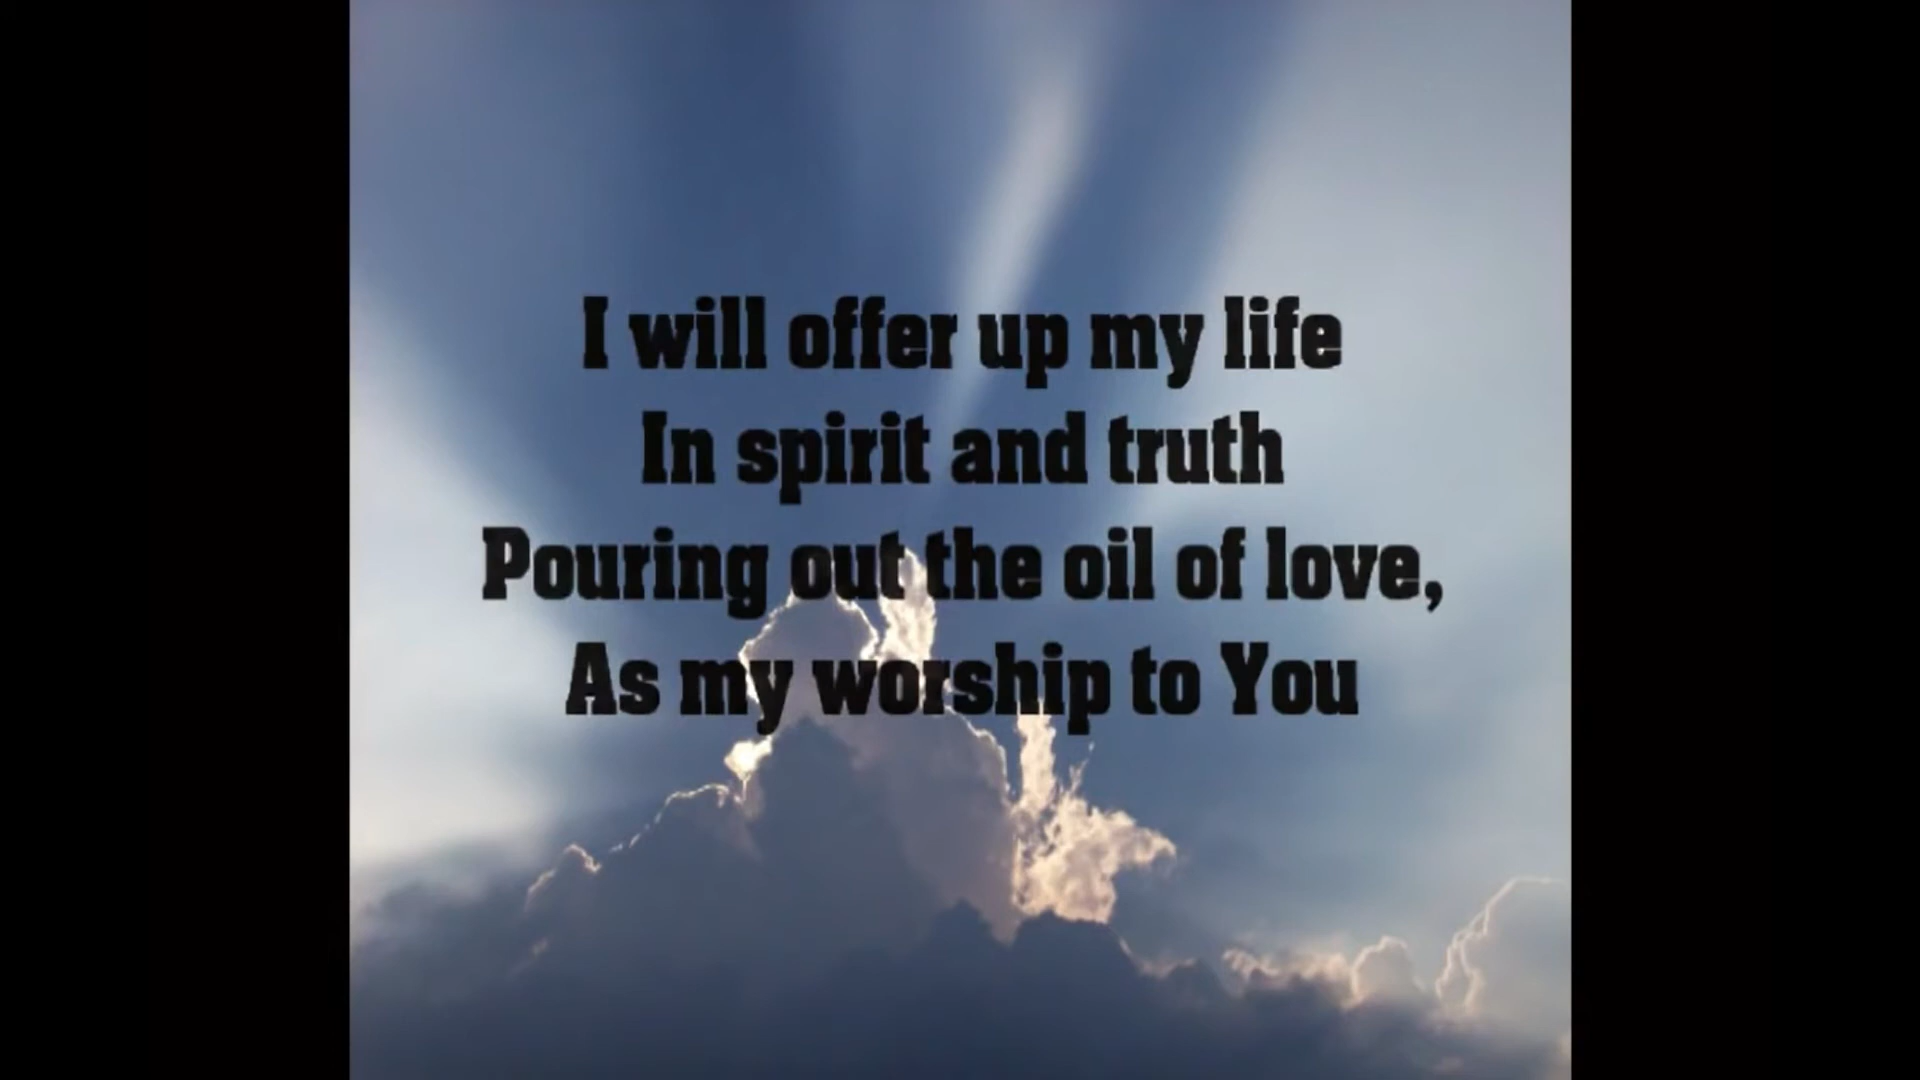 I will offer up my life
In spirit and truth
Pouring out the oil of love,
As my worship to You